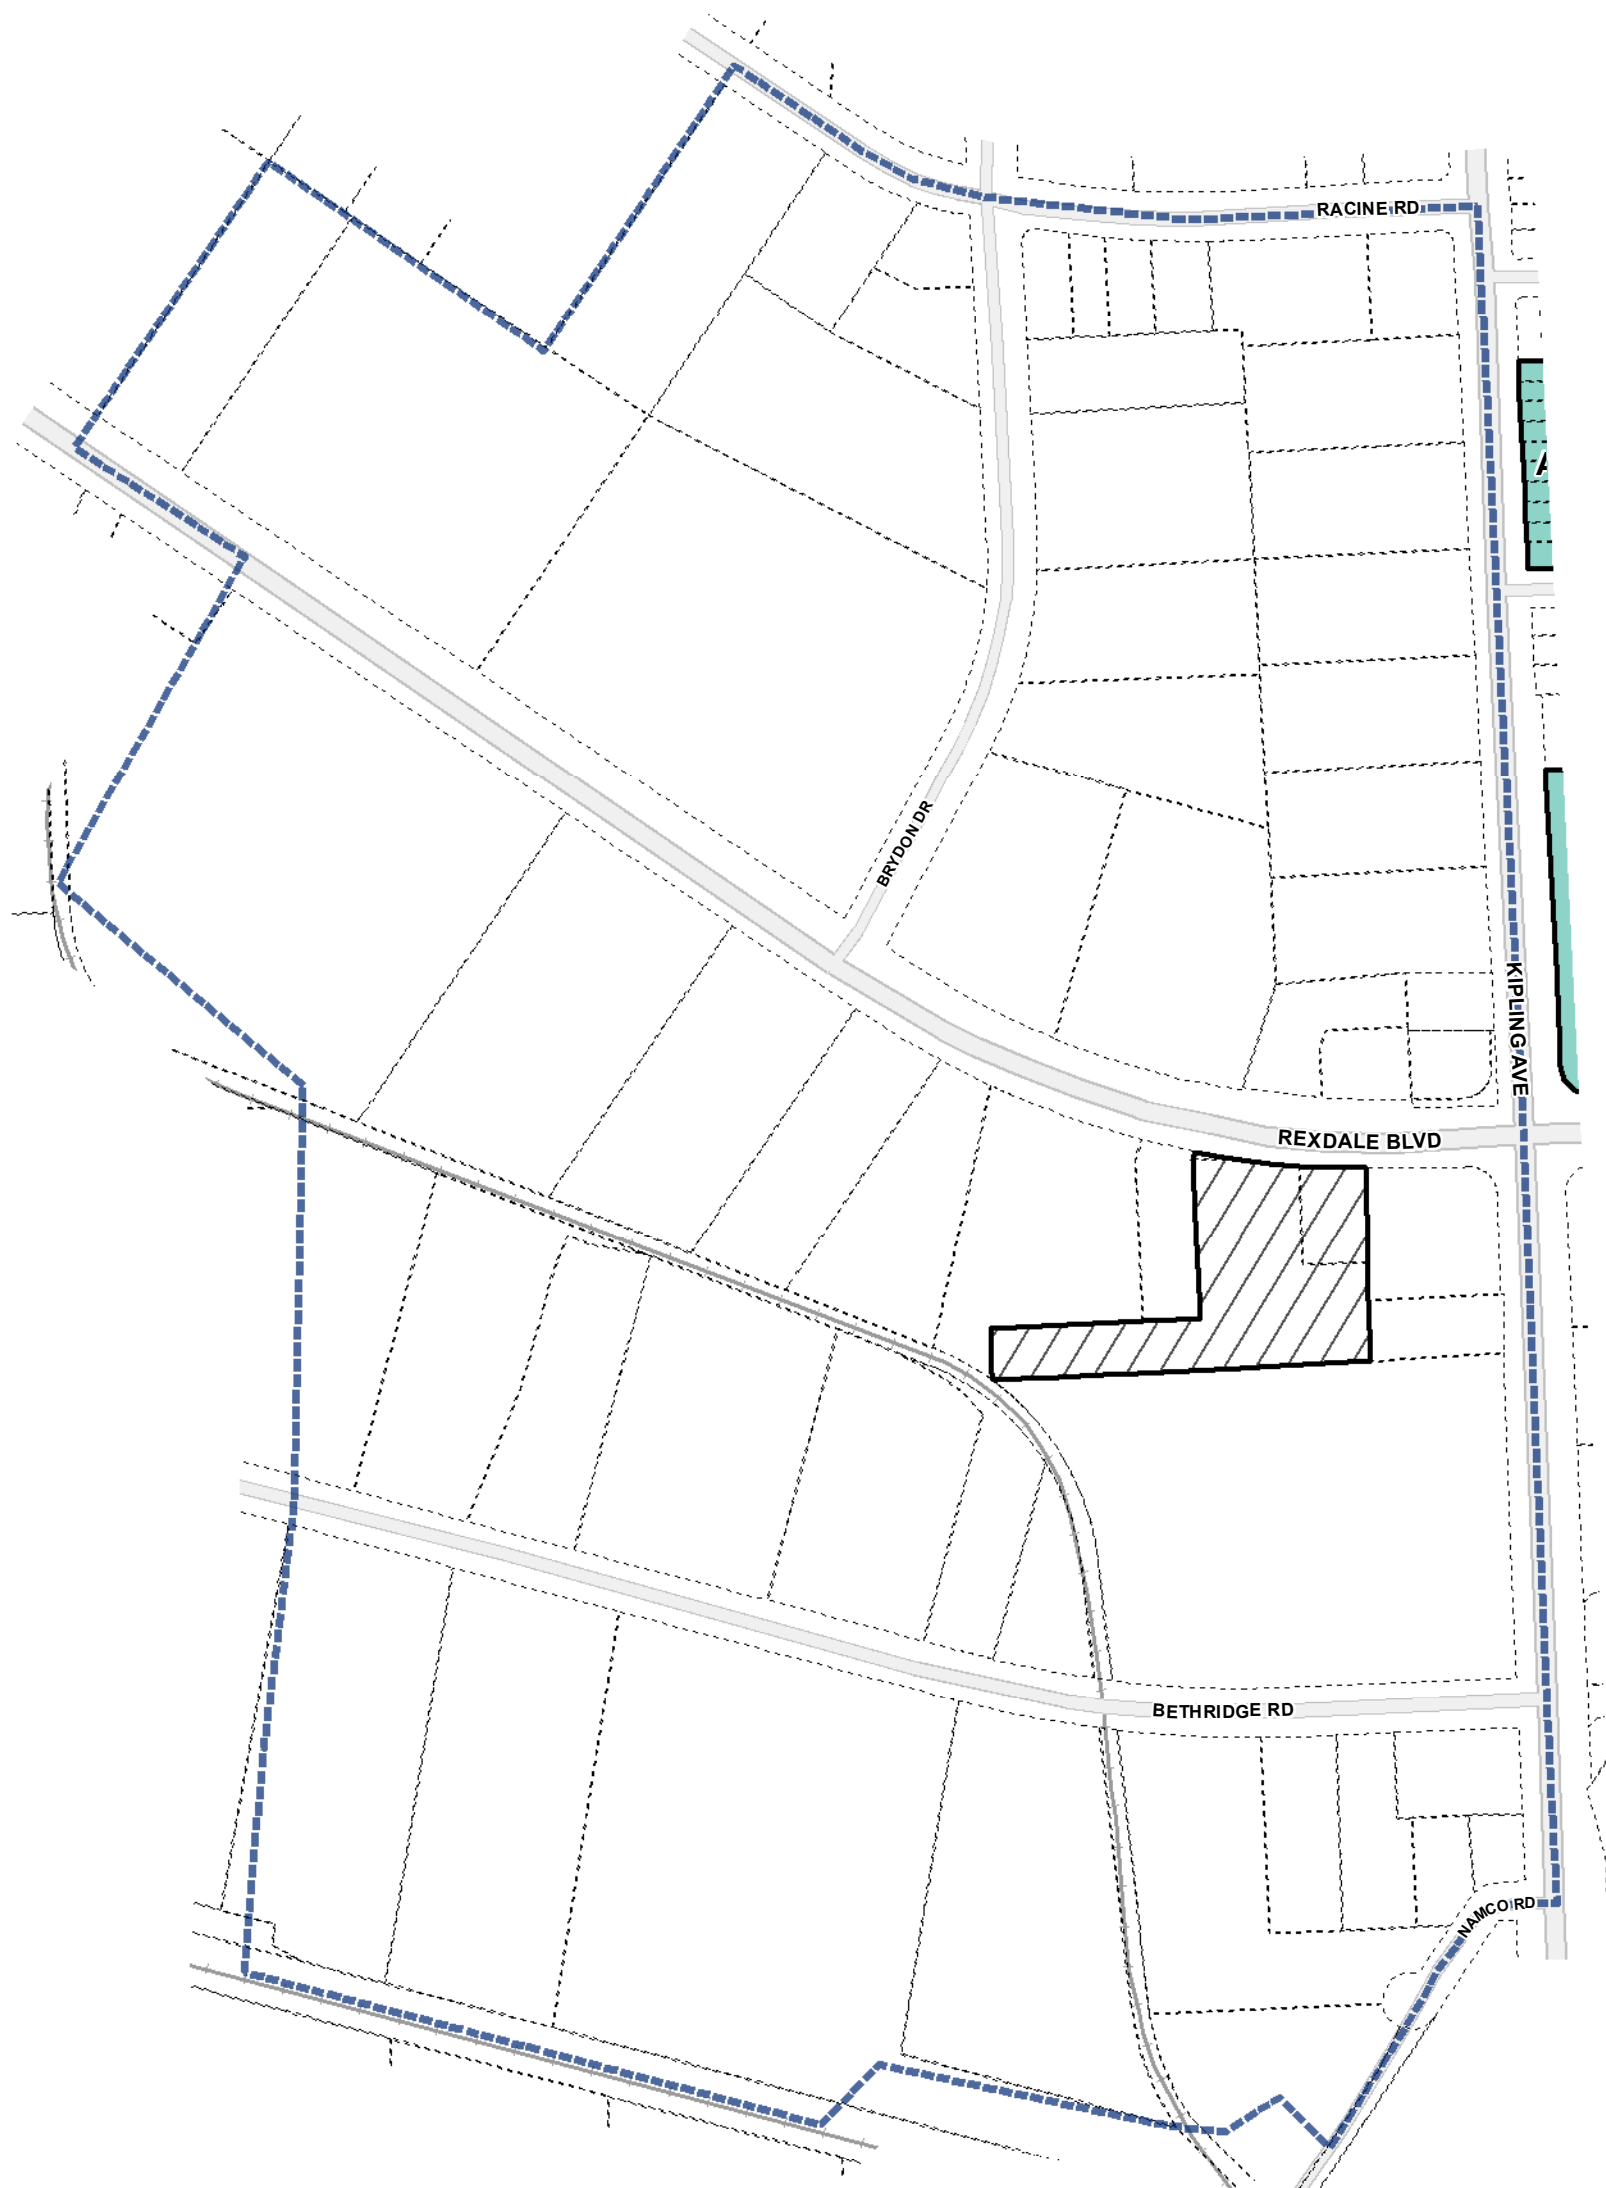 RACINE RD
A
BRYDON DR
KIPLING AVE
REXDALE BLVD
BETHRIDGE RD
NAMCO RD